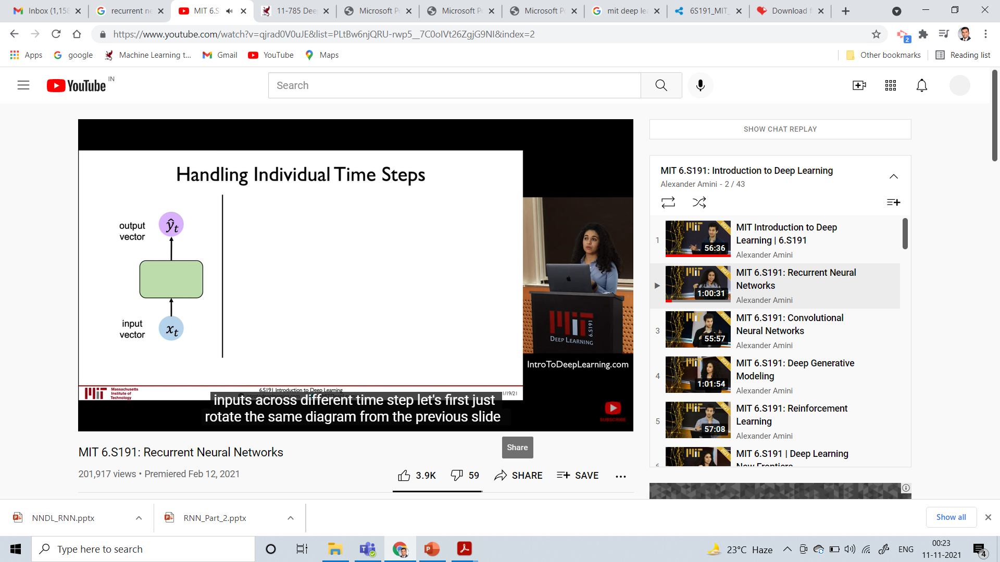 Inbox (1,158
recurrent ne
MIT 6.S
11-785 Dee
Microsoft P
Microsoft Po
Microsoft Po
mit deep le
6S191_MIT_
Download f
https://www.youtube.com/watch?v=qjrad0V0uJE&list=PLtBw6njQRU-rwp5__7C0oIVt26ZgjG9NI&index=2
2
Apps
google
Machine Learning t...
Gmail
YouTube
Maps
Other bookmarks
Reading list
YouTube IN
Search
SHOW CHAT REPLAY
Handling Individual Time Steps
output
vector
ŷt
input
vector
xt
MIT
6.S191
DEEP LEARNING
IntroToDeepLearning.com
Massachusetts
Institute of
Technology
6.S191 Introduction to Deep Learning
1/19/21
inputs across different time step let's first just
rotate the same diagram from the previous slide
SUBSCRIBE
MIT 6.S191: Introduction to Deep Learning
Alexander Amini - 2 / 43
1
56:36
MIT Introduction to Deep
Learning | 6.S191
Alexander Amini
1:00:31
MIT 6.S191: Recurrent Neural
Networks
Alexander Amini
3
55:57
MIT 6.S191: Convolutional
Neural Networks
Alexander Amini
4
1:01:54
MIT 6.S191: Deep Generative
Modeling
Alexander Amini
5
57:08
MIT 6.S191: Reinforcement
Learning
Alexander Amini
MIT 6.S191 | Deep Learning
New Frontiers
Share
MIT 6.S191: Recurrent Neural Networks
201,917 views • Premiered Feb 12, 2021
3.9K
59
SHARE
SAVE
NNDL_RNN.pptx
RNN_Part_2.pptx
Show all
Type here to search
23°C Haze
ENG
00:23
11-11-2021
4